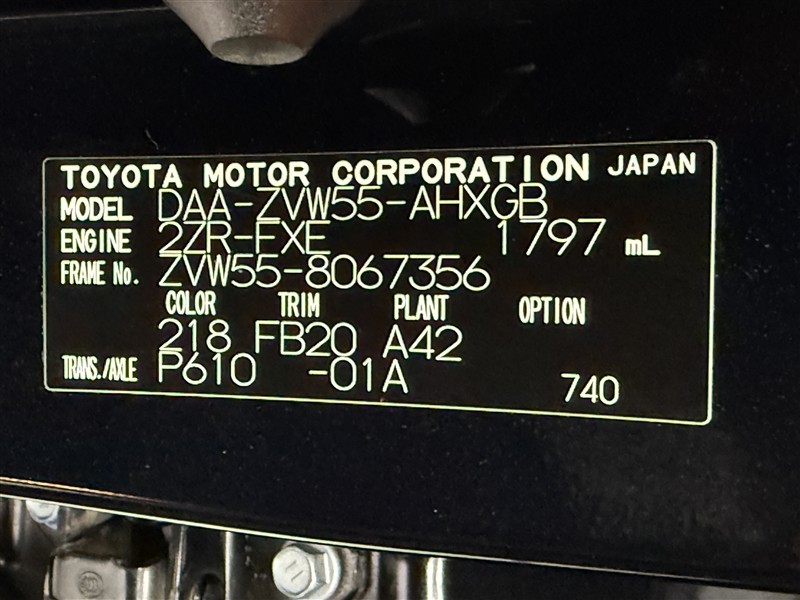 TOYOTA MOTOR CORPORATION JAPAN
MODEL DAA-ZVW55-AHXGB
ENGINE 2ZR-FXE 1797 mL
FRAME No. ZVW55-8067356
COLOR TRIM PLANT OPTION
218 FB20 A42
TRANS./AXLE P610 -01A 740